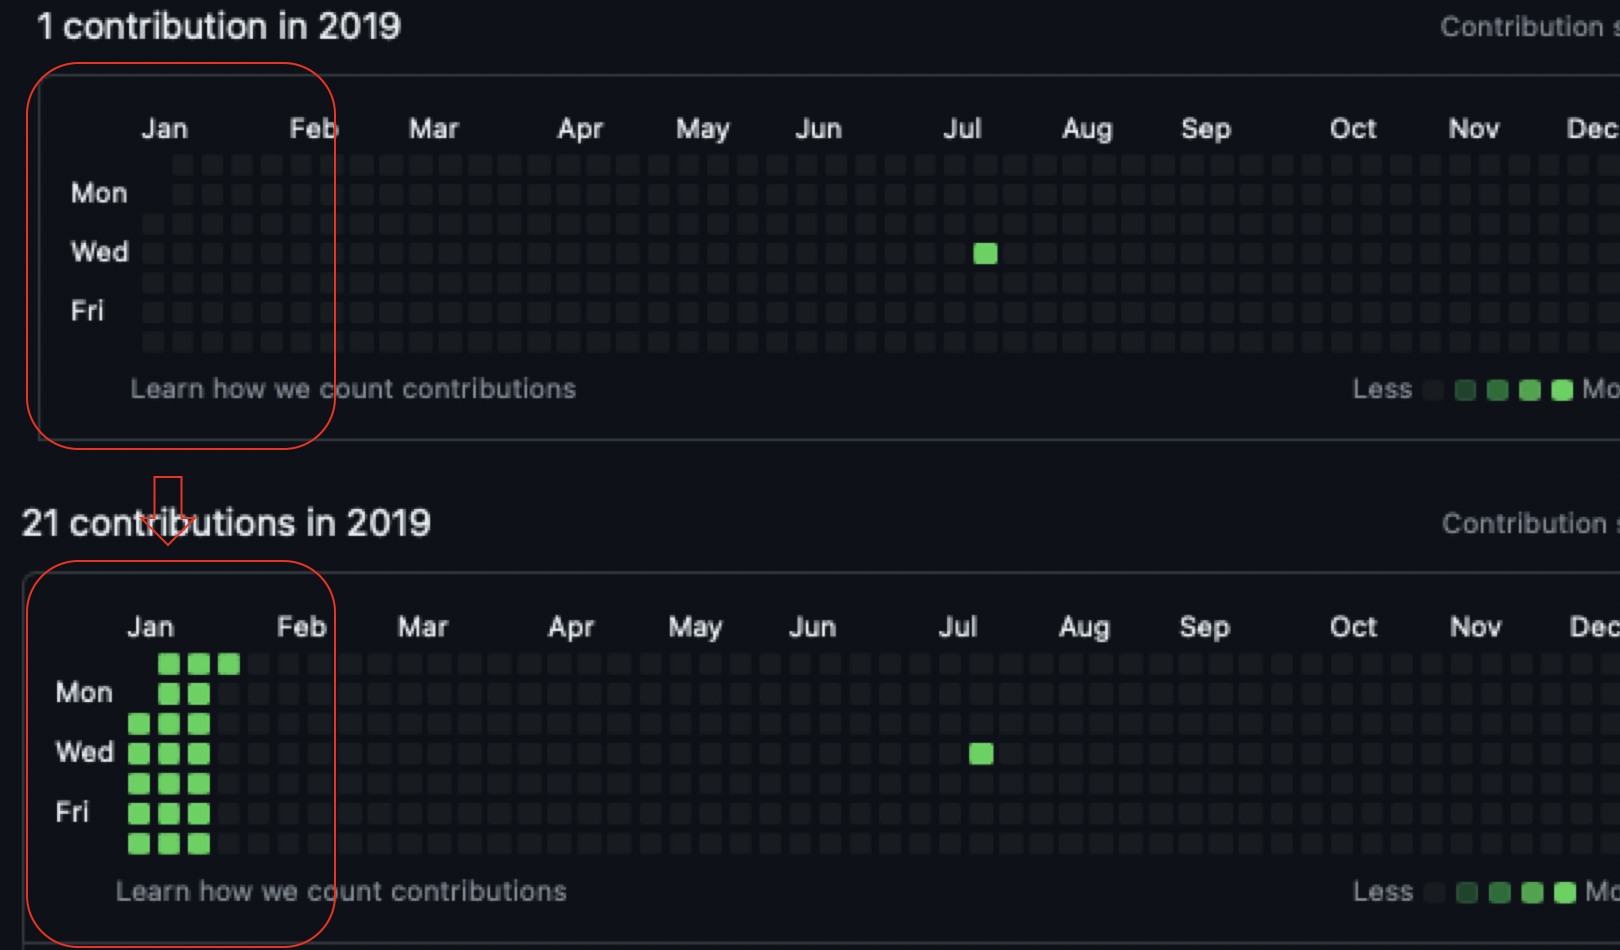 1 contribution in 2019
Contribution
Jan Feb Mar Apr May Jun Jul Aug Sep Oct Nov Dec
Mon
Wed
Fri
Learn how we count contributions
Less
21 contributions in 2019
Contribution
Jan Feb Mar Apr May Jun Jul Aug Sep Oct Nov Dec
Mon
Wed
Fri
Learn how we count contributions
Less